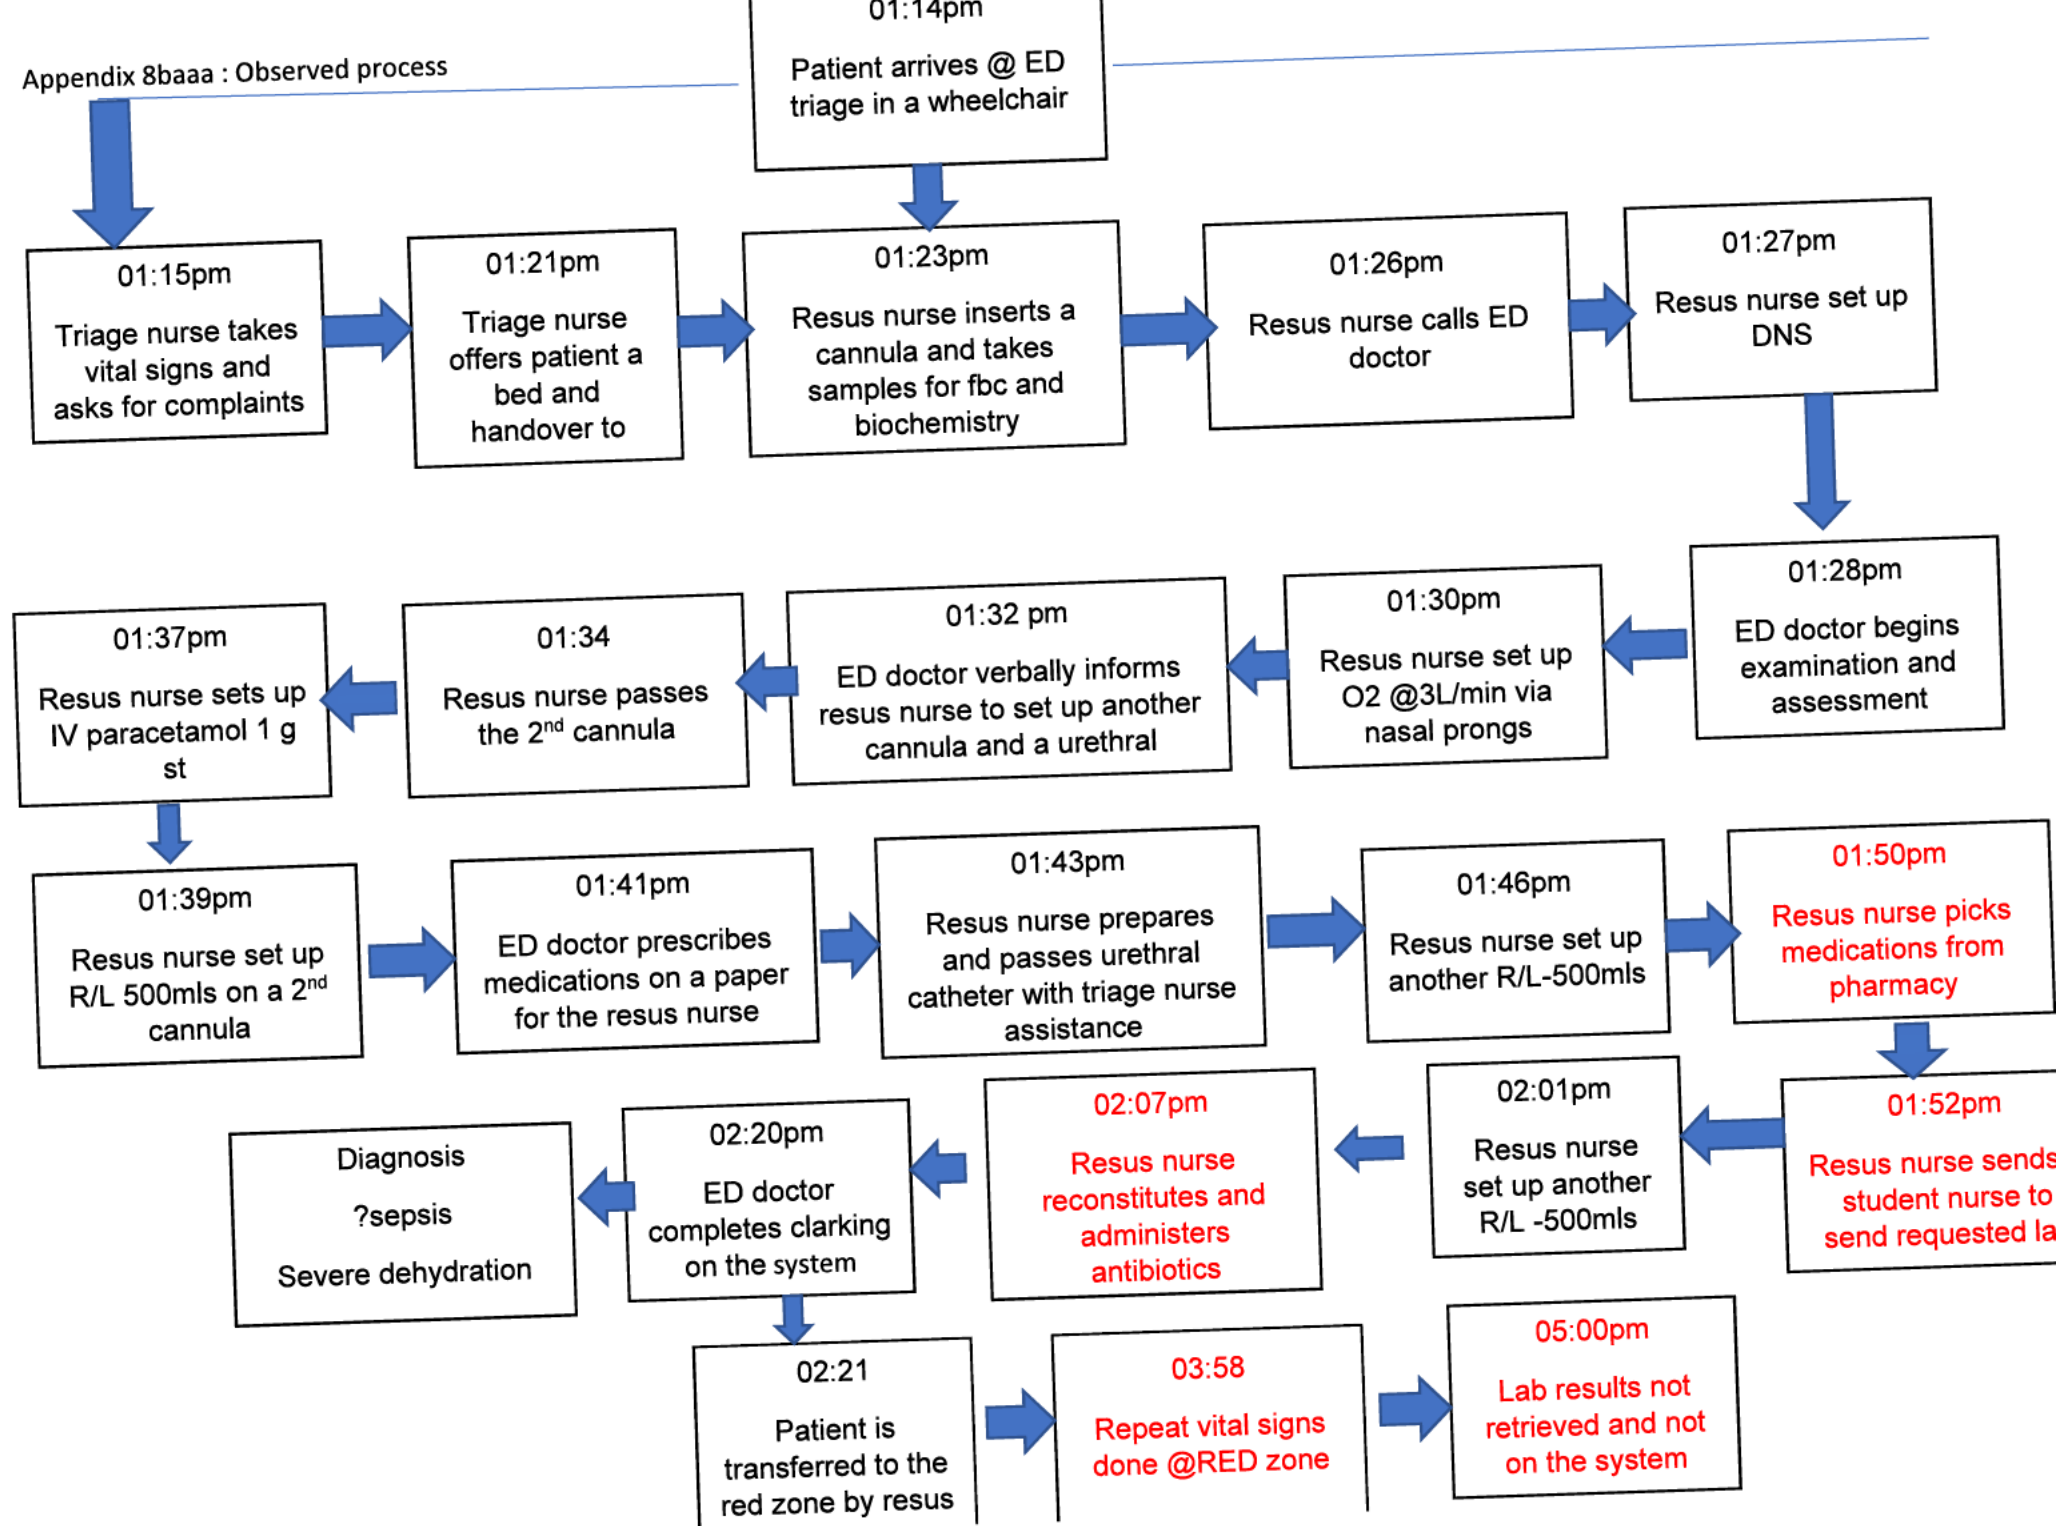 01:14pm
Patient arrives @ ED
triage in a wheelchair
Appendix 8baaa : Observed process
01:15pm
Triage nurse takes
vital signs and
asks for complaints
01:21pm
Triage nurse
offers patient a
bed and
handover to
01:23pm
Resus nurse inserts a
cannula and takes
samples for fbc and
biochemistry
01:26pm
Resus nurse calls ED
doctor
01:27pm
Resus nurse set up
DNS
01:28pm
ED doctor begins
examination and
assessment
01:30pm
Resus nurse set up
O2 @3L/min via
nasal prongs
01:32 pm
ED doctor verbally informs
resus nurse to set up another
cannula and a urethral
01:34
Resus nurse passes
the 2nd cannula
01:37pm
Resus nurse sets up
IV paracetamol 1 g
st
01:39pm
Resus nurse set up
R/L 500mls on a 2nd
cannula
01:41pm
ED doctor prescribes
medications on a paper
for the resus nurse
01:43pm
Resus nurse prepares
and passes urethral
catheter with triage nurse
assistance
01:46pm
Resus nurse set up
another R/L-500mls
01:50pm
Resus nurse picks
medications from
pharmacy
01:52pm
Resus nurse sends
student nurse to
send requested la
02:01pm
Resus nurse
set up another
R/L -500mls
02:07pm
Resus nurse
reconstitutes and
administers
antibiotics
02:20pm
ED doctor
completes clarking
on the system
Diagnosis
?sepsis
Severe dehydration
02:21
Patient is
transferred to the
red zone by resus
03:58
Repeat vital signs
done @RED zone
05:00pm
Lab results not
retrieved and not
on the system